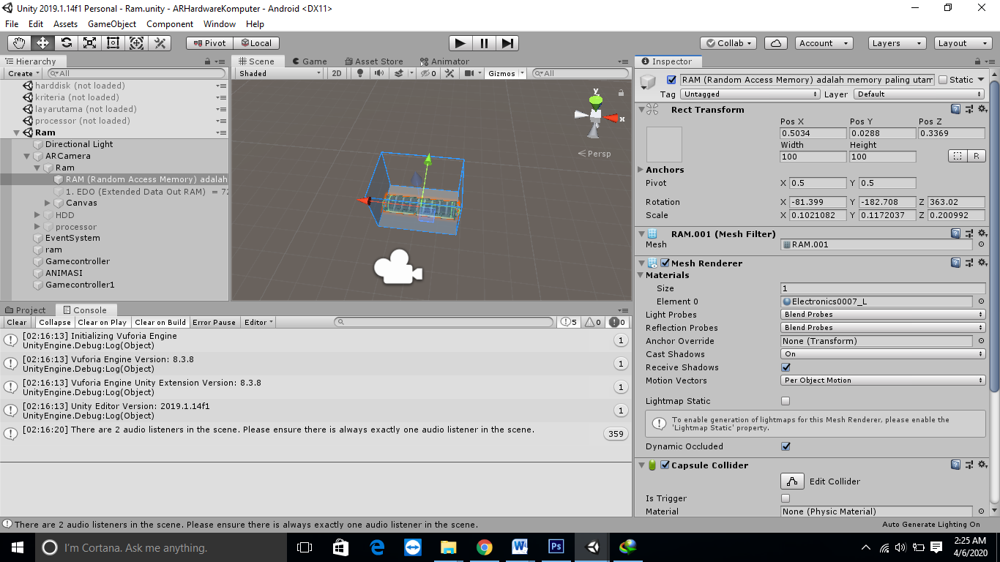 Unity 2019.1.14f1 Personal - Ram.unity - ARHardwareKomputer - Android <DX11>
File Edit Assets GameObject Component Window Help
Pivot Local Collab Account Layers Layout
Hierarchy
Create All
harddisk (not loaded)
kriteria (not loaded)
layarutama (not loaded)
processor (not loaded)
Ram
Directional Light
ARCamera
Ram
RAM (Random Access Memory) adalah
1. EDO (Extended Data Out RAM) = 72
Canvas
HDD
processor
EventSystem
ram
Gamecontroller
ANIMASI
Gamecontroller1
Scene Game Asset Store Animator
Shaded 2D 0 Gizmos All
y
x
Persp
Project Console
Clear Collapse Clear on Play Clear on Build Error Pause Editor 5 0 0
[02:16:13] Initializing Vuforia Engine
UnityEngine.Debug:Log(Object)
1
[02:16:13] Vuforia Engine Version: 8.3.8
UnityEngine.Debug:Log(Object)
1
[02:16:13] Vuforia Engine Unity Extension Version: 8.3.8
UnityEngine.Debug:Log(Object)
1
[02:16:13] Unity Editor Version: 2019.1.14f1
UnityEngine.Debug:Log(Object)
1
[02:16:20] There are 2 audio listeners in the scene. Please ensure there is always exactly one audio listener in the scene.
359
Inspector
RAM (Random Access Memory) adalah memory paling utam Static
Tag Untagged Layer Default
Rect Transform
Pos X Pos Y Pos Z
0.5034 0.0288 0.3369
Width Height
100 100 R
Anchors
Pivot X 0.5 Y 0.5
Rotation X -81.399 Y -182.708 Z 363.02
Scale X 0.1021082 Y 0.1172037 Z 0.200992
RAM.001 (Mesh Filter)
Mesh RAM.001
Mesh Renderer
Materials
Size 1
Element 0 Electronics0007_L
Light Probes Blend Probes
Reflection Probes Blend Probes
Anchor Override None (Transform)
Cast Shadows On
Receive Shadows
Motion Vectors Per Object Motion
Lightmap Static
To enable generation of lightmaps for this Mesh Renderer, please enable the
'Lightmap Static' property.
Dynamic Occluded
Capsule Collider
Edit Collider
Is Trigger
Material None (Physic Material)
There are 2 audio listeners in the scene. Please ensure there is always exactly one audio listener in the scene.
Auto Generate Lighting On
I'm Cortana. Ask me anything.
2:25 AM
4/6/2020